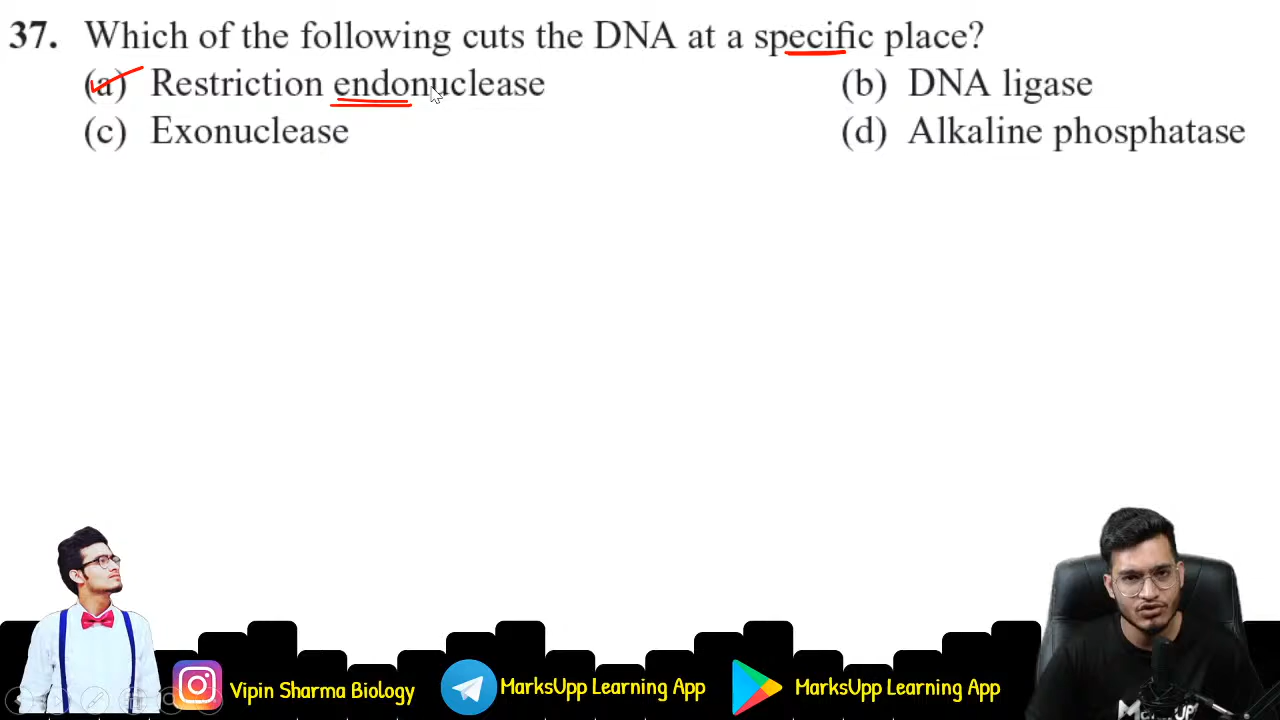 37. Which of the following cuts the DNA at a specific place?
(a) Restriction endonuclease (b) DNA ligase
(c) Exonuclease (d) Alkaline phosphatase
Vipin Sharma Biology MarksUpp Learning App MarksUpp Learning App